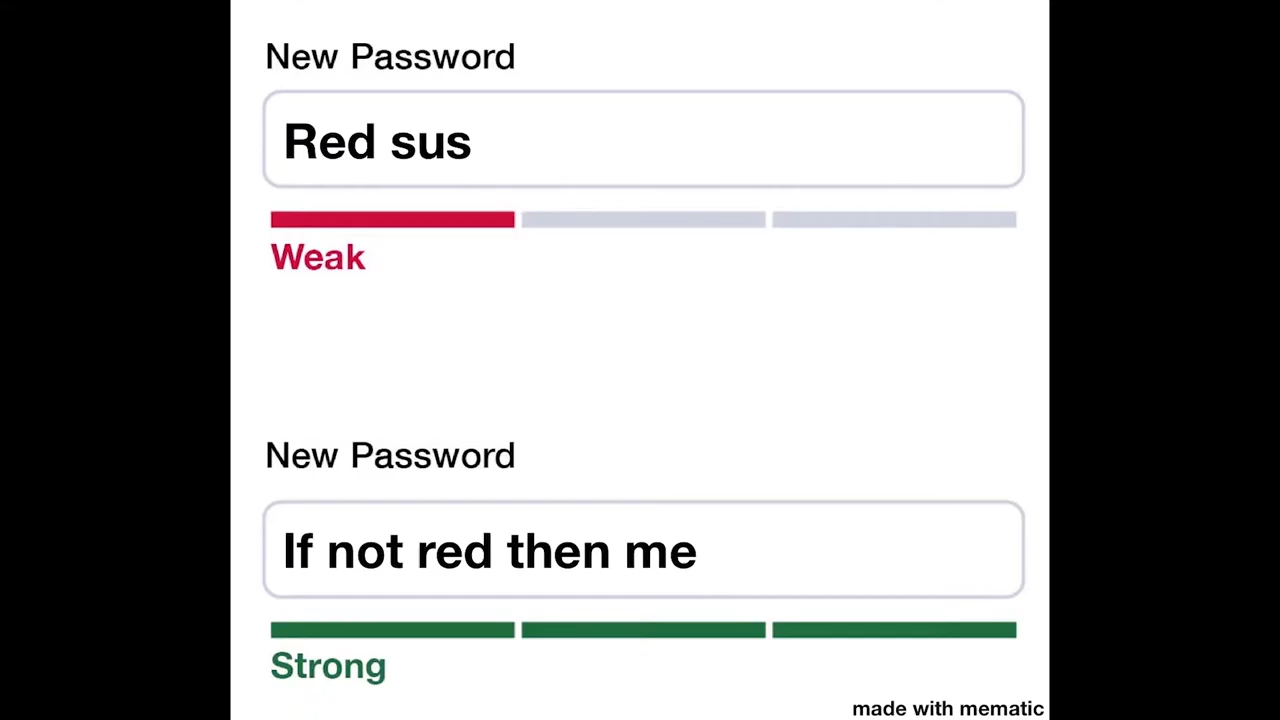 New Password
Red sus
Weak
New Password
If not red then me
Strong
made with mematic